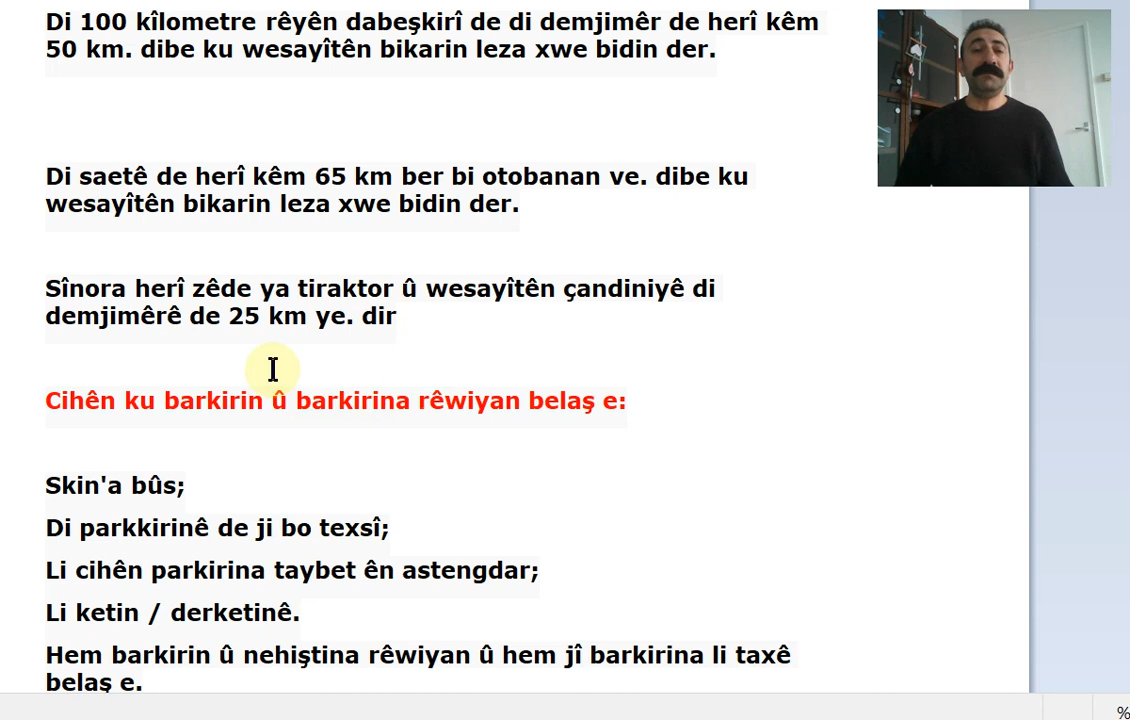 Di 100 kîlometre rêyên dabeşkirî de di demjimêr de herî kêm
50 km. dibe ku wesayîtên bikarin leza xwe bidin der.
Di saetê de herî kêm 65 km ber bi otobanan ve. dibe ku
wesayîtên bikarin leza xwe bidin der.
Sînora herî zêde ya tiraktor û wesayîtên çandiniyê di
demjimêrê de 25 km ye. dir
Cihên ku barkirin û barkirina rêwiyan belaş e:
Skin'a bûs;
Di parkkirinê de ji bo texsî;
Li cihên parkirina taybet ên astengdar;
Li ketin / derketinê.
Hem barkirin û nehiştina rêwiyan û hem jî barkirina li taxê
belaş e.
%